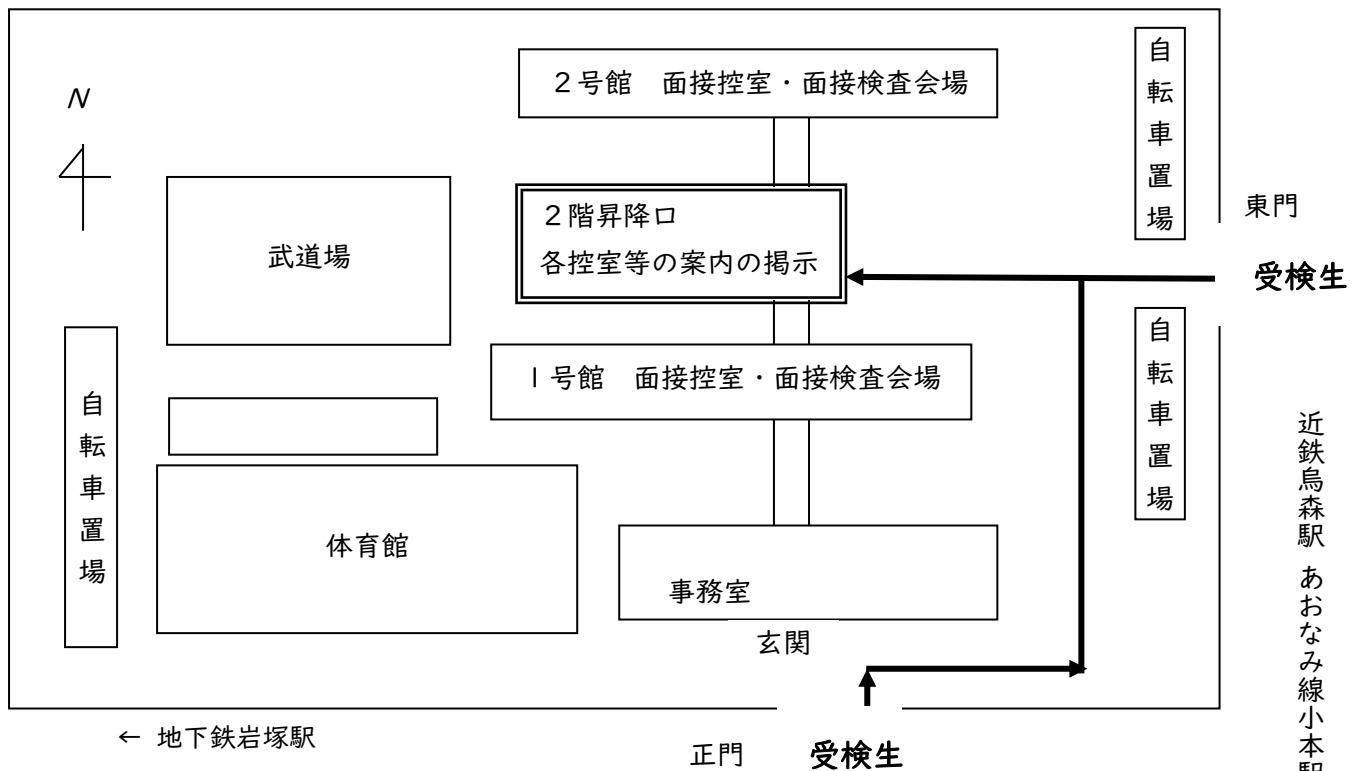 ２号館　面接控室・面接検査会場
自転車置場
N
２階昇降口
各控室等の案内の掲示
東門
武道場
受検生
１号館　面接控室・面接検査会場
自転車置場
自転車置場
近鉄烏森駅 あおなみ線小本駅
体育館
事務室
玄関
← 地下鉄岩塚駅
正門
受検生